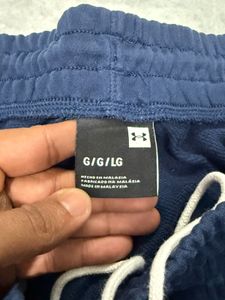 G/G/LG
HECHO EN MALASIA
FABRICADO NA MALÁSIA
MADE IN MALAYSIA